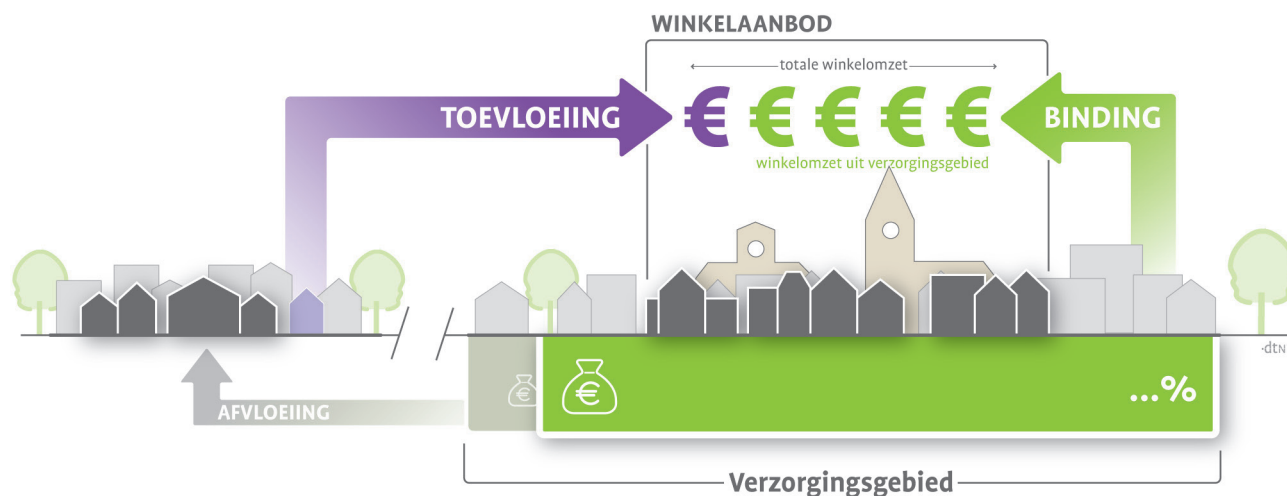 WINKELAANBOD
totale winkelomzet
TOEVLOEIING
€ € € € €
BINDING
winkelomzet uit verzorgingsgebied
·dtN
€
€
...%
AFVLOEIING
Verzorgingsgebied